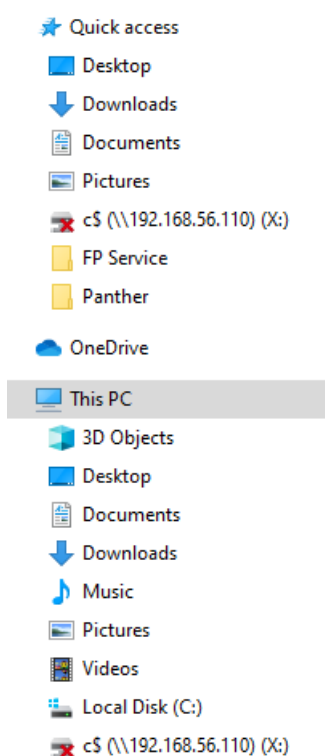 Quick access
Desktop
Downloads
Documents
Pictures
c$ (\\192.168.56.110) (X:)
FP Service
Panther
OneDrive
This PC
3D Objects
Desktop
Documents
Downloads
Music
Pictures
Videos
Local Disk (C:)
c$ (\\192.168.56.110) (X:)